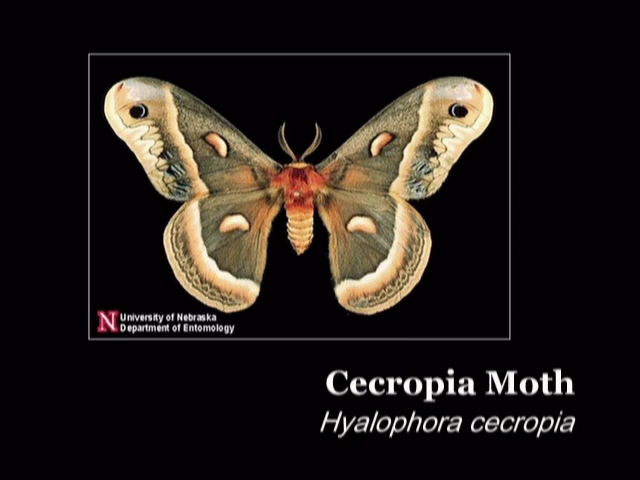 N University of Nebraska
Department of Entomology
Cecropia Moth
Hyalophora cecropia